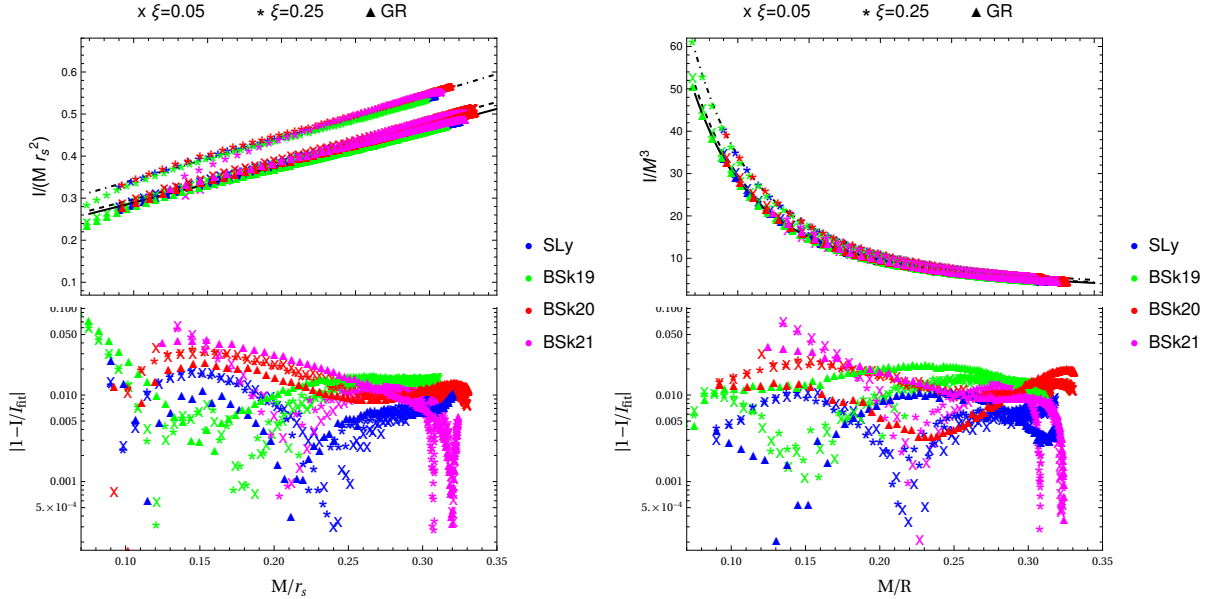 x ξ=0.05 * ξ=0.25 ▲ GR
I/(M r_s^2)
0.6
0.5
0.4
0.3
0.2
0.1
|1-I/I_fit|
0.100
0.050
0.010
0.005
0.001
5.×10^-4
0.10 0.15 0.20 0.25 0.30 0.35
M/r_s
SLy
BSk19
BSk20
BSk21
x ξ=0.05 * ξ=0.25 ▲ GR
I/M^3
60
50
40
30
20
10
|1-I/I_fit|
0.100
0.050
0.010
0.005
0.001
5.×10^-4
0.10 0.15 0.20 0.25 0.30 0.35
M/R
SLy
BSk19
BSk20
BSk21